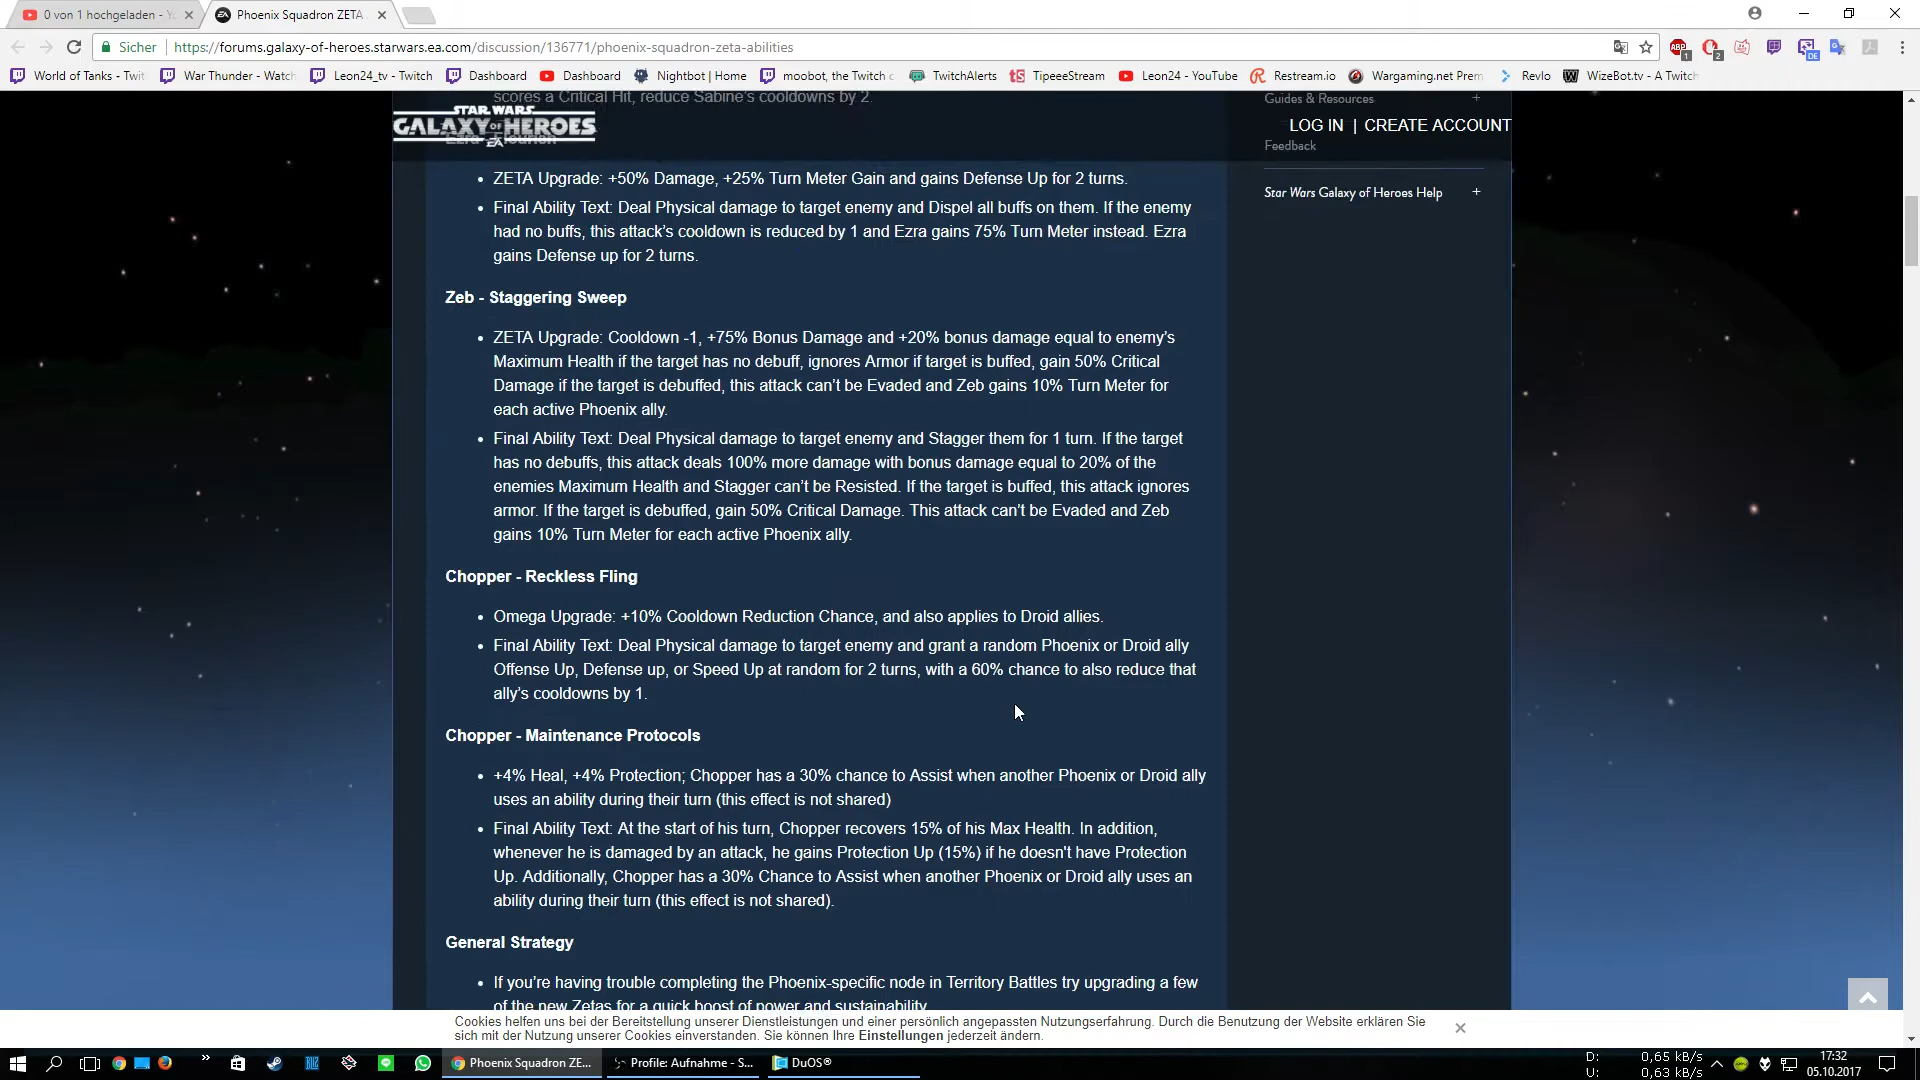 0 von 1 hochgeladen - Yo
Phoenix Squadron ZETA
Sicher
https://forums.galaxy-of-heroes.starwars.ea.com/discussion/136771/phoenix-squadron-zeta-abilities
World of Tanks - Twit
War Thunder - Watch
Leon24_tv - Twitch
Dashboard
Dashboard
Nightbot | Home
moobot, the Twitch c
TwitchAlerts
TipeeeStream
Leon24 - YouTube
Restream.io
Wargaming.net Prem
Revlo
WizeBot.tv - A Twitch
scores a Critical Hit, reduce Sabine's cooldowns by 2.
Guides & Resources +
STAR WARS
GALAXY OF HEROES
EA
LOG IN | CREATE ACCOUNT
Ezra - Flourish
Feedback
• ZETA Upgrade: +50% Damage, +25% Turn Meter Gain and gains Defense Up for 2 turns.
Star Wars Galaxy of Heroes Help +
• Final Ability Text: Deal Physical damage to target enemy and Dispel all buffs on them. If the enemy
had no buffs, this attack's cooldown is reduced by 1 and Ezra gains 75% Turn Meter instead. Ezra
gains Defense up for 2 turns.
Zeb - Staggering Sweep
• ZETA Upgrade: Cooldown -1, +75% Bonus Damage and +20% bonus damage equal to enemy's
Maximum Health if the target has no debuff, ignores Armor if target is buffed, gain 50% Critical
Damage if the target is debuffed, this attack can't be Evaded and Zeb gains 10% Turn Meter for
each active Phoenix ally.
• Final Ability Text: Deal Physical damage to target enemy and Stagger them for 1 turn. If the target
has no debuffs, this attack deals 100% more damage with bonus damage equal to 20% of the
enemies Maximum Health and Stagger can't be Resisted. If the target is buffed, this attack ignores
armor. If the target is debuffed, gain 50% Critical Damage. This attack can't be Evaded and Zeb
gains 10% Turn Meter for each active Phoenix ally.
Chopper - Reckless Fling
• Omega Upgrade: +10% Cooldown Reduction Chance, and also applies to Droid allies.
• Final Ability Text: Deal Physical damage to target enemy and grant a random Phoenix or Droid ally
Offense Up, Defense up, or Speed Up at random for 2 turns, with a 60% chance to also reduce that
ally's cooldowns by 1.
Chopper - Maintenance Protocols
• +4% Heal, +4% Protection; Chopper has a 30% chance to Assist when another Phoenix or Droid ally
uses an ability during their turn (this effect is not shared)
• Final Ability Text: At the start of his turn, Chopper recovers 15% of his Max Health. In addition,
whenever he is damaged by an attack, he gains Protection Up (15%) if he doesn't have Protection
Up. Additionally, Chopper has a 30% Chance to Assist when another Phoenix or Droid ally uses an
ability during their turn (this effect is not shared).
General Strategy
• If you're having trouble completing the Phoenix-specific node in Territory Battles try upgrading a few
of the new Zetas for a quick boost of power and sustainability.
Cookies helfen uns bei der Bereitstellung unserer Dienstleistungen und einer persönlich angepassten Nutzungserfahrung. Durch die Benutzung der Website erklären Sie
sich mit der Nutzung unserer Cookies einverstanden. Sie können Ihre Einstellungen jederzeit ändern.
Phoenix Squadron ZE...
Profile: Aufnahme - S...
DuOS®
D: 0,65 kB/s
U: 0,63 kB/s
17:32
05.10.2017